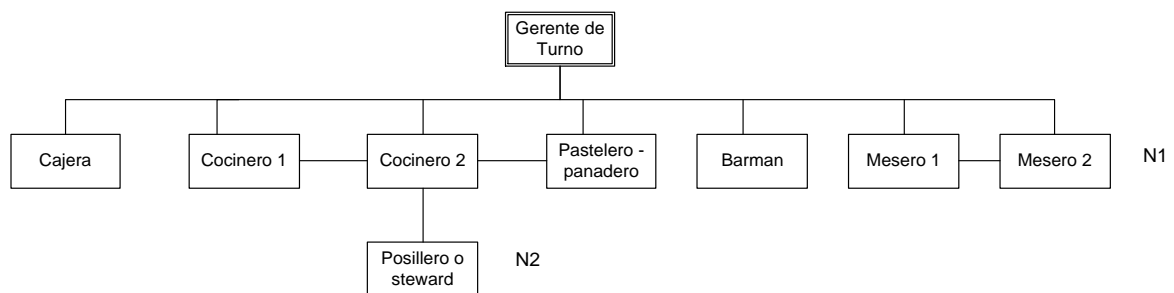 Gerente de
Turno
Cajera
Cocinero 1
Cocinero 2
Pastelero -
panadero
Barman
Mesero 1
Mesero 2
N1
Posillero o
steward
N2